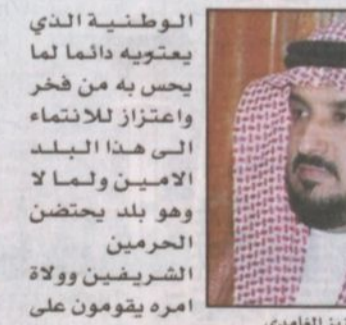 الوطنية الذي
يعتويه دائما لما
يحس به من فخر
واعتزاز للانتماء
الى هذا البلد
الامين ولما لا
وهو بلد يحتضن
الحرمين
الشريفين وولاة
امره يقومون على
الغامدي